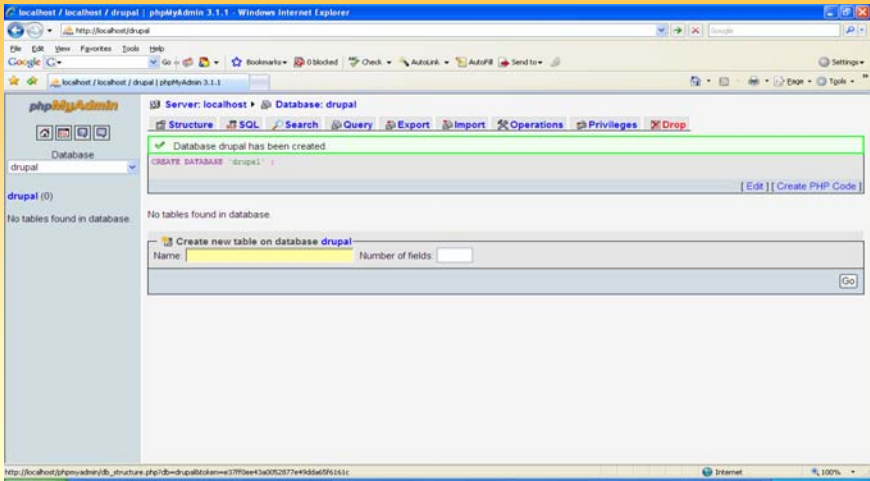 localhost / localhost / drupal | phpMyAdmin 3.1.1 - Windows Internet Explorer
http://localhost/drupal
Google
File Edit View Favorites Tools Help
Google G Go Bookmarks 0 blocked Check AutoLink AutoFill Send to Settings
localhost / localhost / drupal | phpMyAdmin 3.1.1 Page Tools
phpMyAdmin
Database
drupal
drupal (0)
No tables found in database.
Server: localhost Database: drupal
Structure SQL Search Query Export Import Operations Privileges Drop
Database drupal has been created.
CREATE DATABASE `drupal` ;
[ Edit ] [ Create PHP Code ]
No tables found in database.
Create new table on database drupal
Name: Number of fields:
Go
Internet 100%